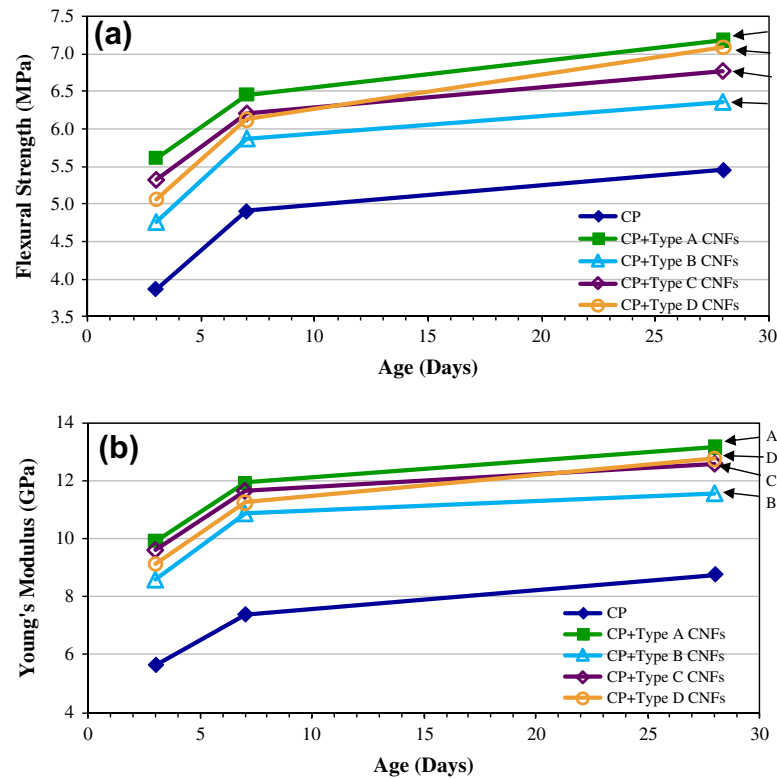 (a)
7.5
7.0
6.5
6.0
5.5
5.0
4.5
4.0
3.5
Flexural Strength (MPa)
CP
CP+Type A CNFs
CP+Type B CNFs
CP+Type C CNFs
CP+Type D CNFs
0 5 10 15 20 25 30
Age (Days)
(b)
14
12
10
8
6
4
Young's Modulus (GPa)
A
D
C
B
CP
CP+Type A CNFs
CP+Type B CNFs
CP+Type C CNFs
CP+Type D CNFs
0 5 10 15 20 25 30
Age (Days)